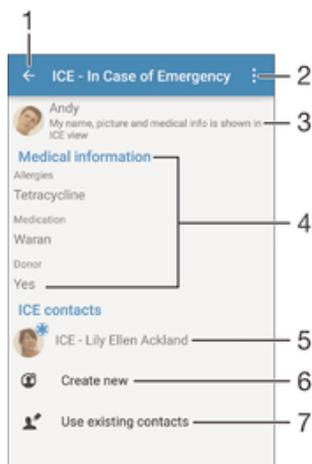 1
ICE - In Case of Emergency
2
Andy
My name, picture and medical info is shown in
ICE view
3
Medical information
Allergies
Tetracycline
Medication
Waran
4
Donor
Yes
ICE contacts
ICE - Lily Ellen Ackland
5
Create new
6
Use existing contacts
7